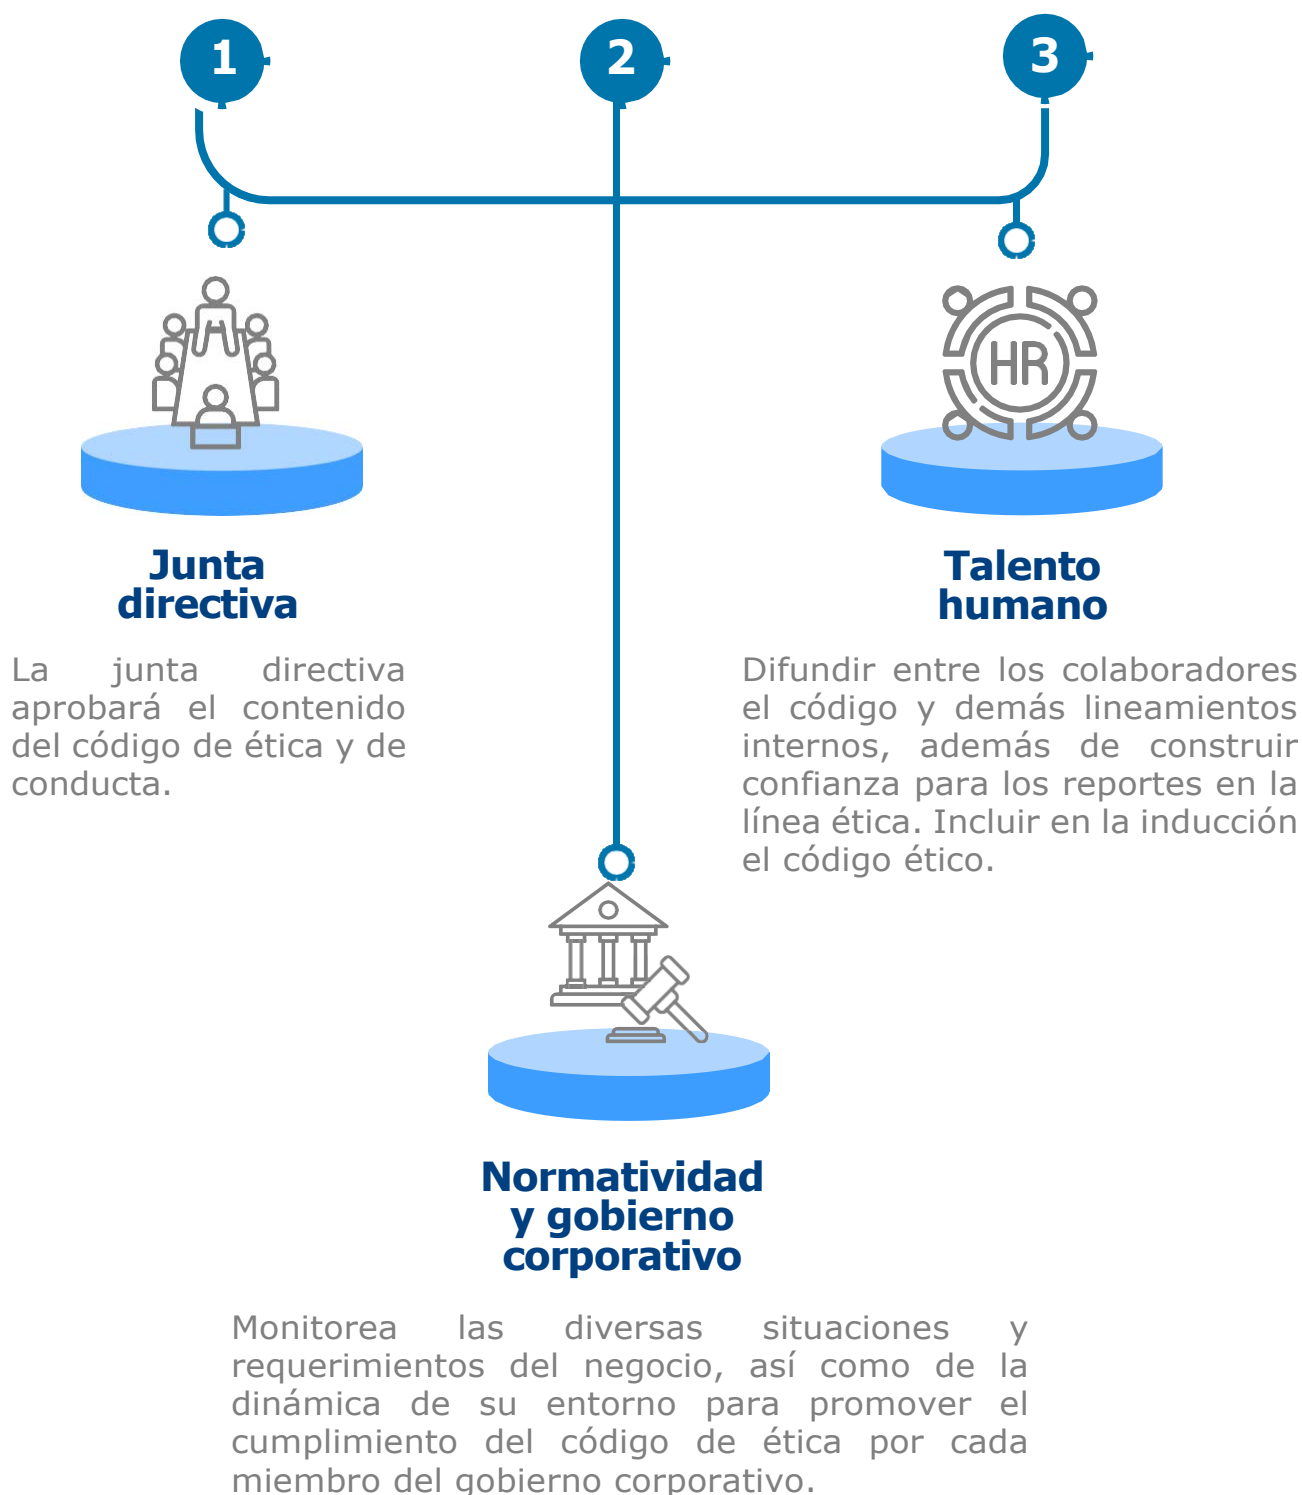 1
2
3
HR
Junta
directiva
La junta directiva
aprobará el contenido
del código de ética y de
conducta.
Talento
humano
Difundir entre los colaboradores
el código y demás lineamientos
internos, además de construir
confianza para los reportes en la
línea ética. Incluir en la inducción
el código ético.
Normatividad
y gobierno
corporativo
Monitorea las diversas situaciones y
requerimientos del negocio, así como de la
dinámica de su entorno para promover el
cumplimiento del código de ética por cada
miembro del gobierno corporativo.